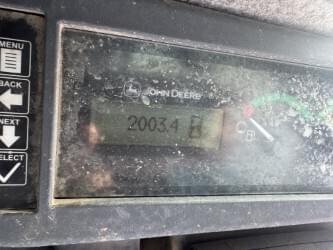 MENU
BACK
NEXT
SELECT
JOHN DEERE
2003.4
C